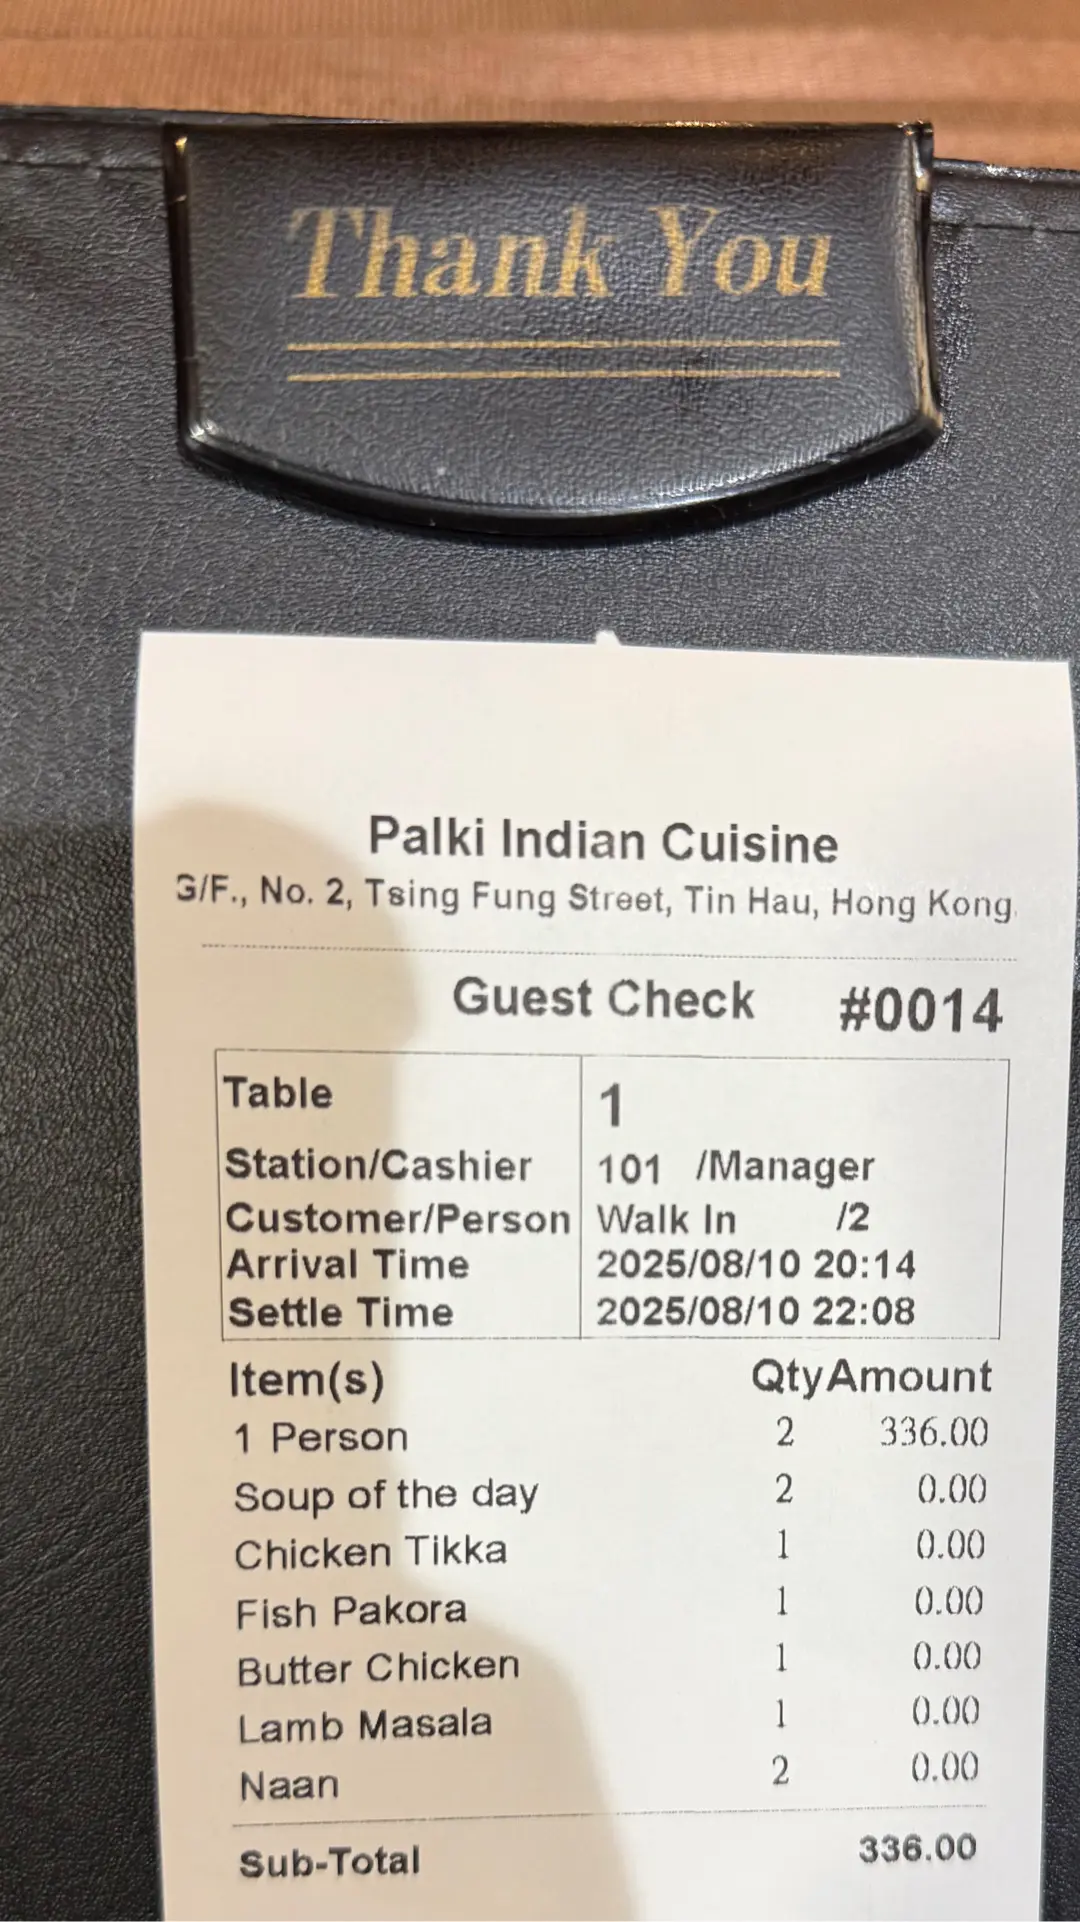 Thank You
Palki Indian Cuisine
G/F., No. 2, Tsing Fung Street, Tin Hau, Hong Kong.
Guest Check #0014
Table 1
Station/Cashier 101 /Manager
Customer/Person Walk In /2
Arrival Time 2025/08/10 20:14
Settle Time 2025/08/10 22:08
Item(s) Qty Amount
1 Person 2 336.00
Soup of the day 2 0.00
Chicken Tikka 1 0.00
Fish Pakora 1 0.00
Butter Chicken 1 0.00
Lamb Masala 1 0.00
Naan 2 0.00
Sub-Total 336.00